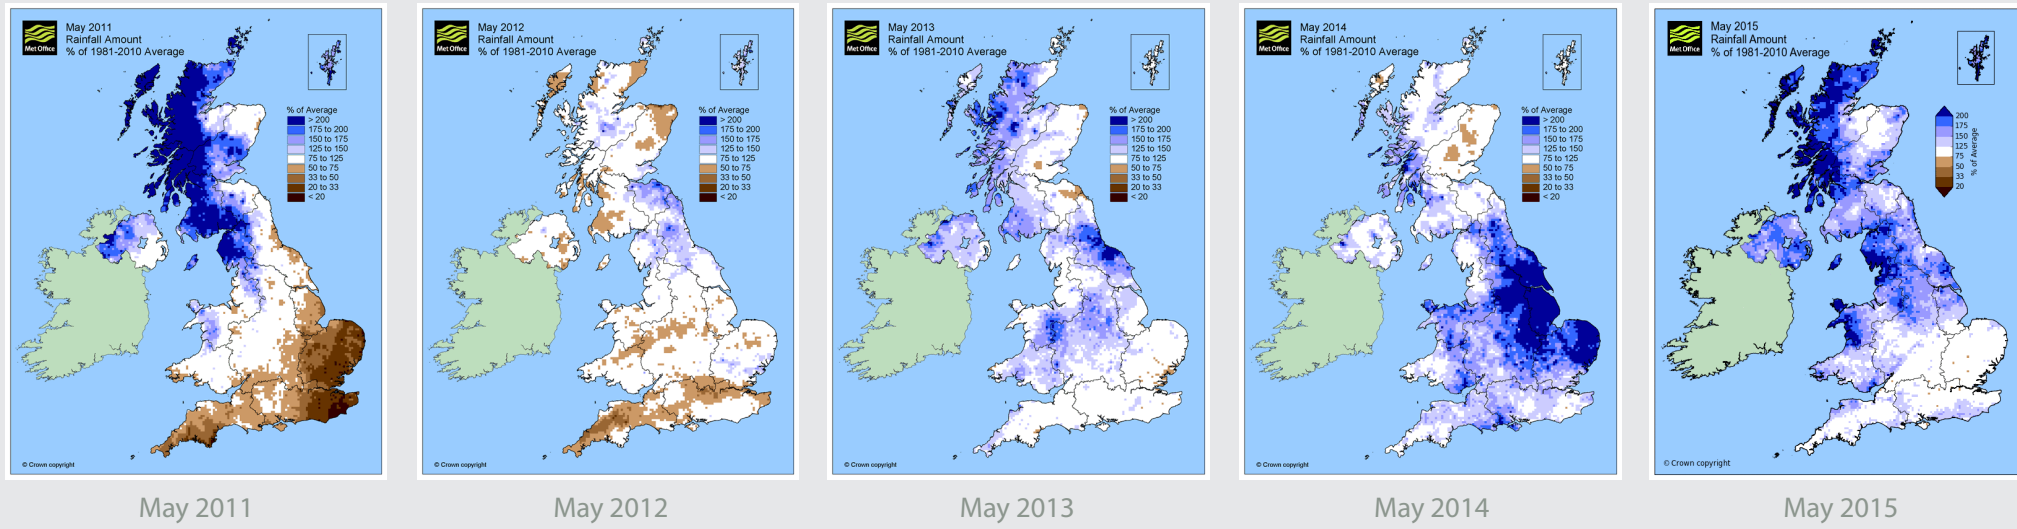 May 2011
Rainfall Amount
% of 1981-2010 Average
Met Office
% of Average
> 200
175 to 200
150 to 175
125 to 150
75 to 125
50 to 75
33 to 50
20 to 33
< 20
© Crown copyright
May 2011
May 2012
Rainfall Amount
% of 1981-2010 Average
Met Office
% of Average
> 200
175 to 200
150 to 175
125 to 150
75 to 125
50 to 75
33 to 50
20 to 33
< 20
© Crown copyright
May 2012
May 2013
Rainfall Amount
% of 1981-2010 Average
Met Office
% of Average
> 200
175 to 200
150 to 175
125 to 150
75 to 125
50 to 75
33 to 50
20 to 33
< 20
© Crown copyright
May 2013
May 2014
Rainfall Amount
% of 1981-2010 Average
Met Office
% of Average
> 200
175 to 200
150 to 175
125 to 150
75 to 125
50 to 75
33 to 50
20 to 33
< 20
© Crown copyright
May 2014
May 2015
Rainfall Amount
% of 1981-2010 Average
Met Office
200
175
150
125
75
50
33
20
% of Average
© Crown copyright
May 2015